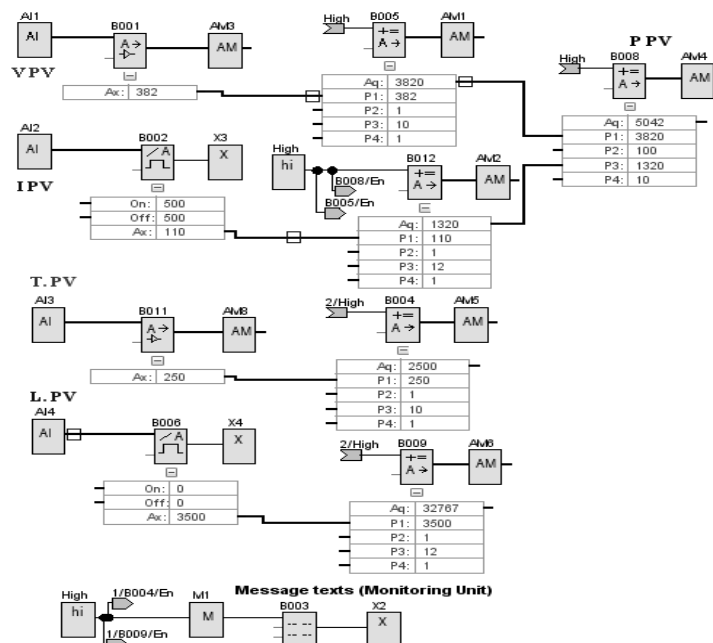 AI1
B001
AM3
High
B005
AM1
P PV
AI
A→
AM
+=
A→
AM
High
B008
AM4
+=
A→
AM
V PV
Ax: 382
Aq: 3820
P1: 382
P2: 1
P3: 10
P4: 1
Aq: 5042
P1: 3820
P2: 100
P3: 1320
P4: 10
AI2
B002
X3
AI
/A
X
High
hi
B012
AM2
+=
A→
AM
B008/En
B005/En
I PV
On: 500
Off: 500
Ax: 110
Aq: 1320
P1: 110
P2: 1
P3: 12
P4: 1
T.PV
AI3
B011
AM8
2/High
B004
AM5
AI
A→
AM
+=
A→
AM
Ax: 250
Aq: 2500
P1: 250
P2: 1
P3: 10
P4: 1
L.PV
AI4
B006
X4
AI
/A
X
2/High
B009
AM6
+=
A→
AM
On: 0
Off: 0
Ax: 3500
Aq: 32767
P1: 3500
P2: 1
P3: 12
P4: 1
Message texts (Monitoring Unit)
High
1/B004/En
M1
B003
X2
hi
M
X
1/B009/En